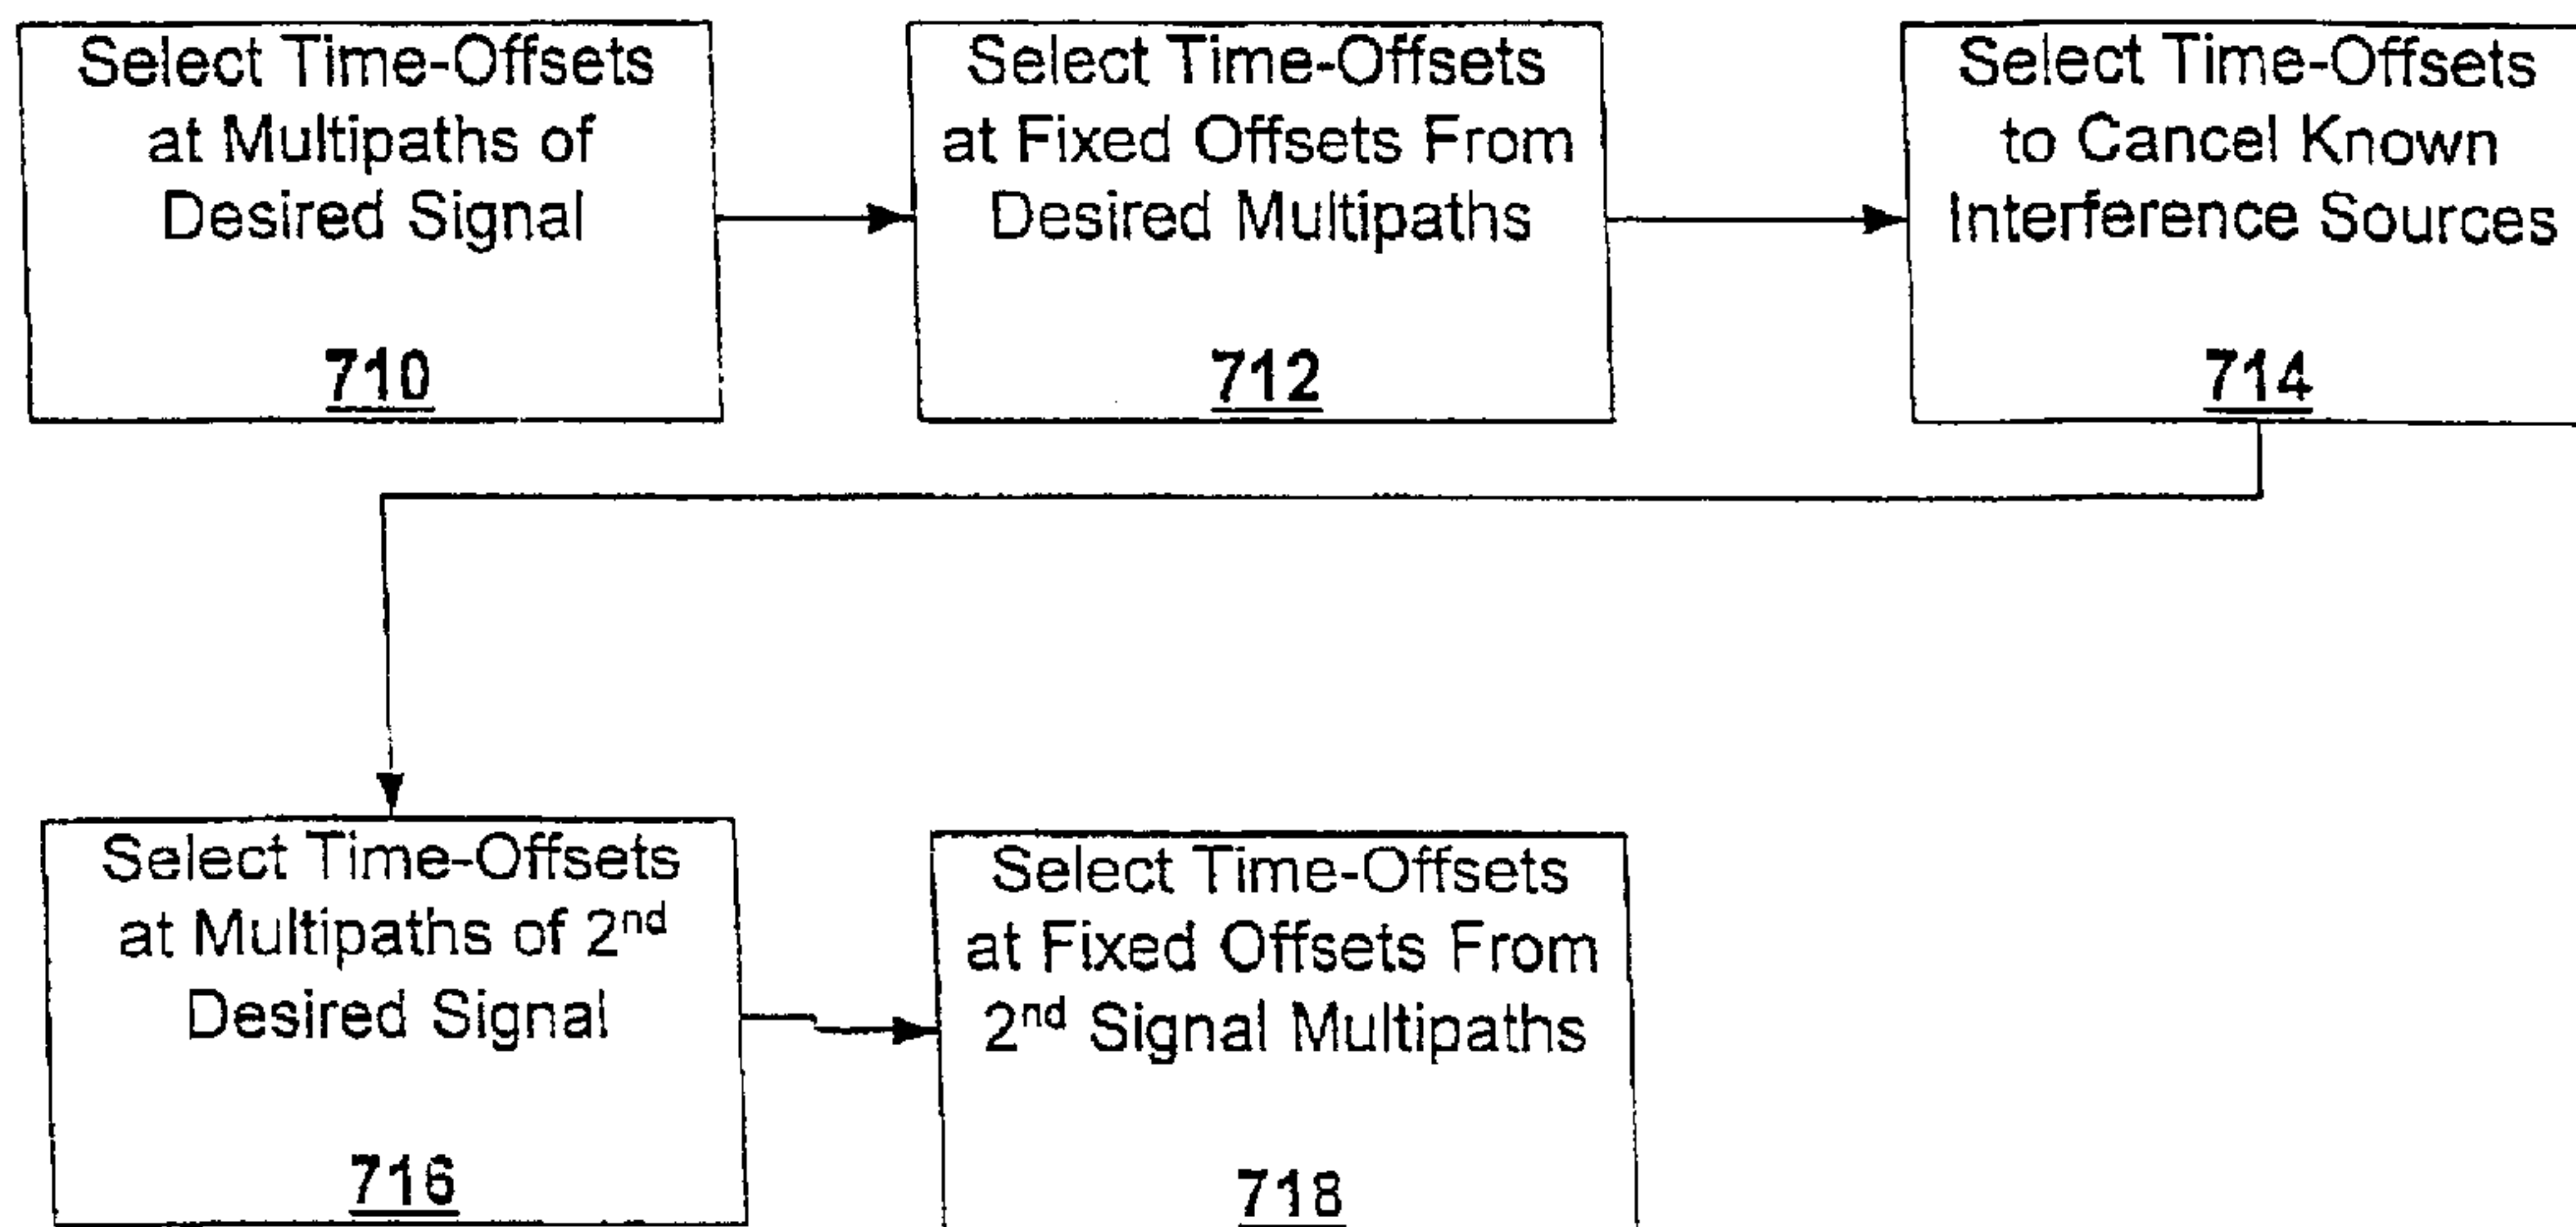 Select Time-Offsets
at Multipaths of
Desired Signal
710
Select Time-Offsets
at Fixed Offsets From
Desired Multipaths
712
Select Time-Offsets
to Cancel Known
Interference Sources
714
Select Time-Offsets
at Multipaths of 2nd
Desired Signal
716
Select Time-Offsets
at Fixed Offsets From
2nd Signal Multipaths
718